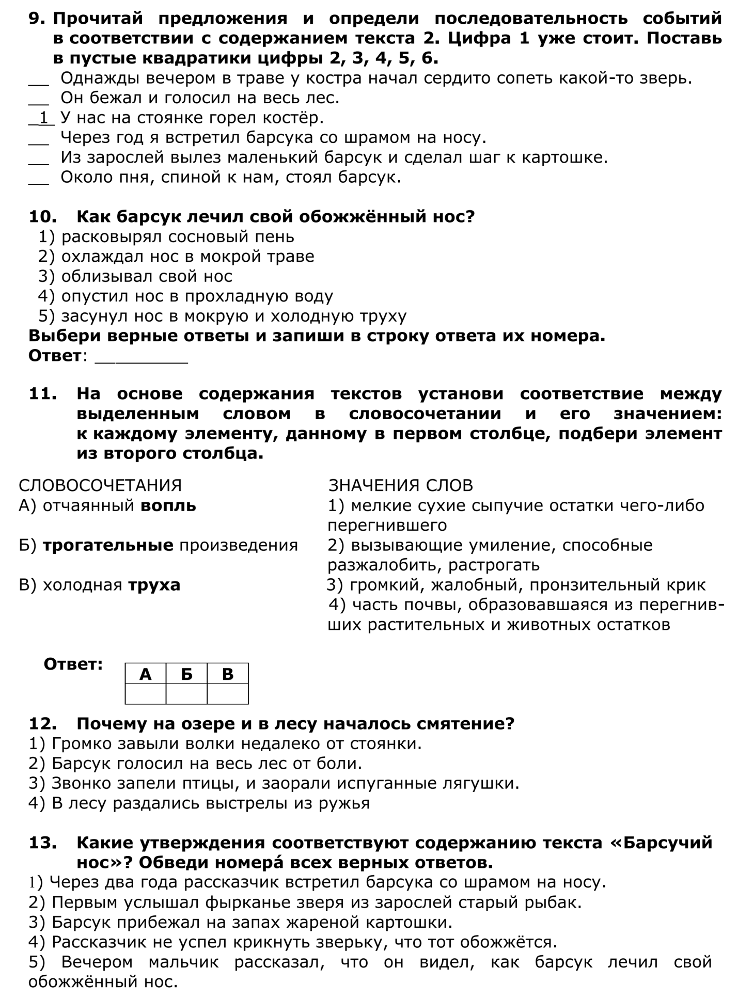 9. Прочитай предложения и определи последовательность событий
в соответствии с содержанием текста 2. Цифра 1 уже стоит. Поставь
в пустые квадратики цифры 2, 3, 4, 5, 6.
__ Однажды вечером в траве у костра начал сердито сопеть какой-то зверь.
__ Он бежал и голосил на весь лес.
_1_ У нас на стоянке горел костёр.
__ Через год я встретил барсука со шрамом на носу.
__ Из зарослей вылез маленький барсук и сделал шаг к картошке.
__ Около пня, спиной к нам, стоял барсук.
10. Как барсук лечил свой обожжённый нос?
1) расковырял сосновый пень
2) охлаждал нос в мокрой траве
3) облизывал свой нос
4) опустил нос в прохладную воду
5) засунул нос в мокрую и холодную труху
Выбери верные ответы и запиши в строку ответа их номера.
Ответ: _________
11. На основе содержания текстов установи соответствие между
выделенным словом в словосочетании и его значением:
к каждому элементу, данному в первом столбце, подбери элемент
из второго столбца.
СЛОВОСОЧЕТАНИЯ ЗНАЧЕНИЯ СЛОВ
А) отчаянный вопль 1) мелкие сухие сыпучие остатки чего-либо
перегнившего
Б) трогательные произведения 2) вызывающие умиление, способные
разжалобить, растрогать
В) холодная труха 3) громкий, жалобный, пронзительный крик
4) часть почвы, образовавшаяся из перегнив-
ших растительных и животных остатков
Ответ:
А Б В
12. Почему на озере и в лесу началось смятение?
1) Громко завыли волки недалеко от стоянки.
2) Барсук голосил на весь лес от боли.
3) Звонко запели птицы, и заорали испуганные лягушки.
4) В лесу раздались выстрелы из ружья
13. Какие утверждения соответствуют содержанию текста «Барсучий
нос»? Обведи номера́ всех верных ответов.
1) Через два года рассказчик встретил барсука со шрамом на носу.
2) Первым услышал фырканье зверя из зарослей старый рыбак.
3) Барсук прибежал на запах жареной картошки.
4) Рассказчик не успел крикнуть зверьку, что тот обожжётся.
5) Вечером мальчик рассказал, что он видел, как барсук лечил свой
обожжённый нос.